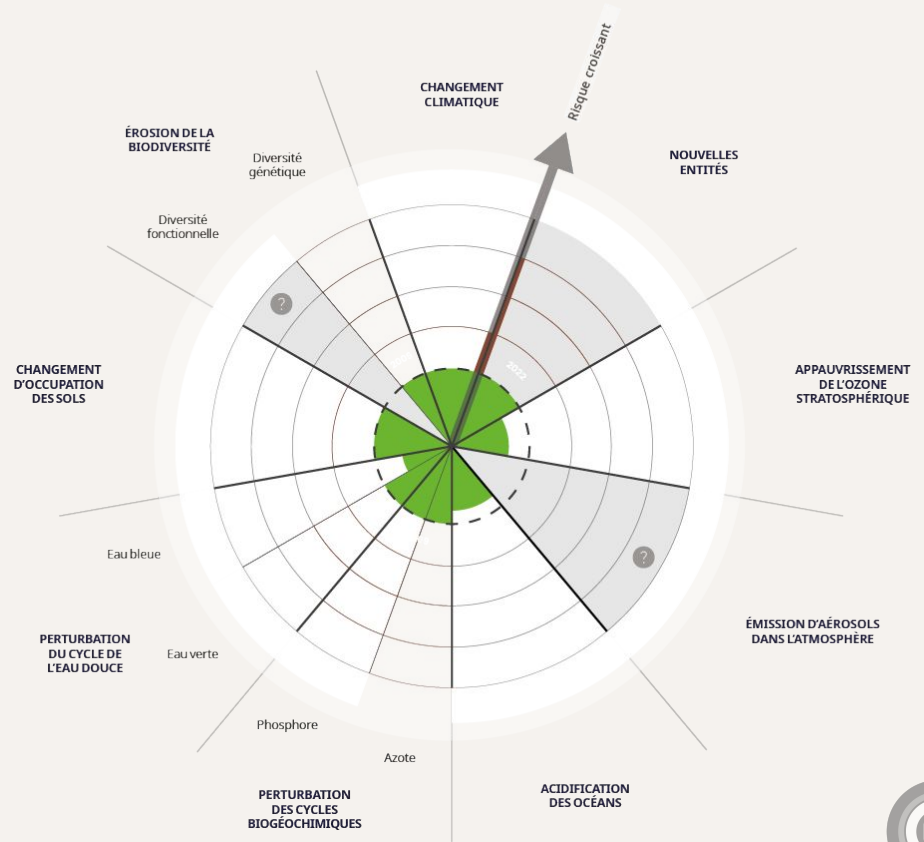 Risque croissant
CHANGEMENT
CLIMATIQUE
ÉROSION DE LA
BIODIVERSITÉ
Diversité
génétique
NOUVELLES
ENTITÉS
Diversité
fonctionnelle
?
2022
CHANGEMENT
D'OCCUPATION
DES SOLS
APPAUVRISSEMENT
DE L'OZONE
STRATOSPHÉRIQUE
Eau bleue
?
PERTURBATION
DU CYCLE DE
L'EAU DOUCE
Eau verte
ÉMISSION D'AÉROSOLS
DANS L'ATMOSPHÈRE
Phosphore
Azote
PERTURBATION
DES CYCLES
BIOGÉOCHIMIQUES
ACIDIFICATION
DES OCÉANS